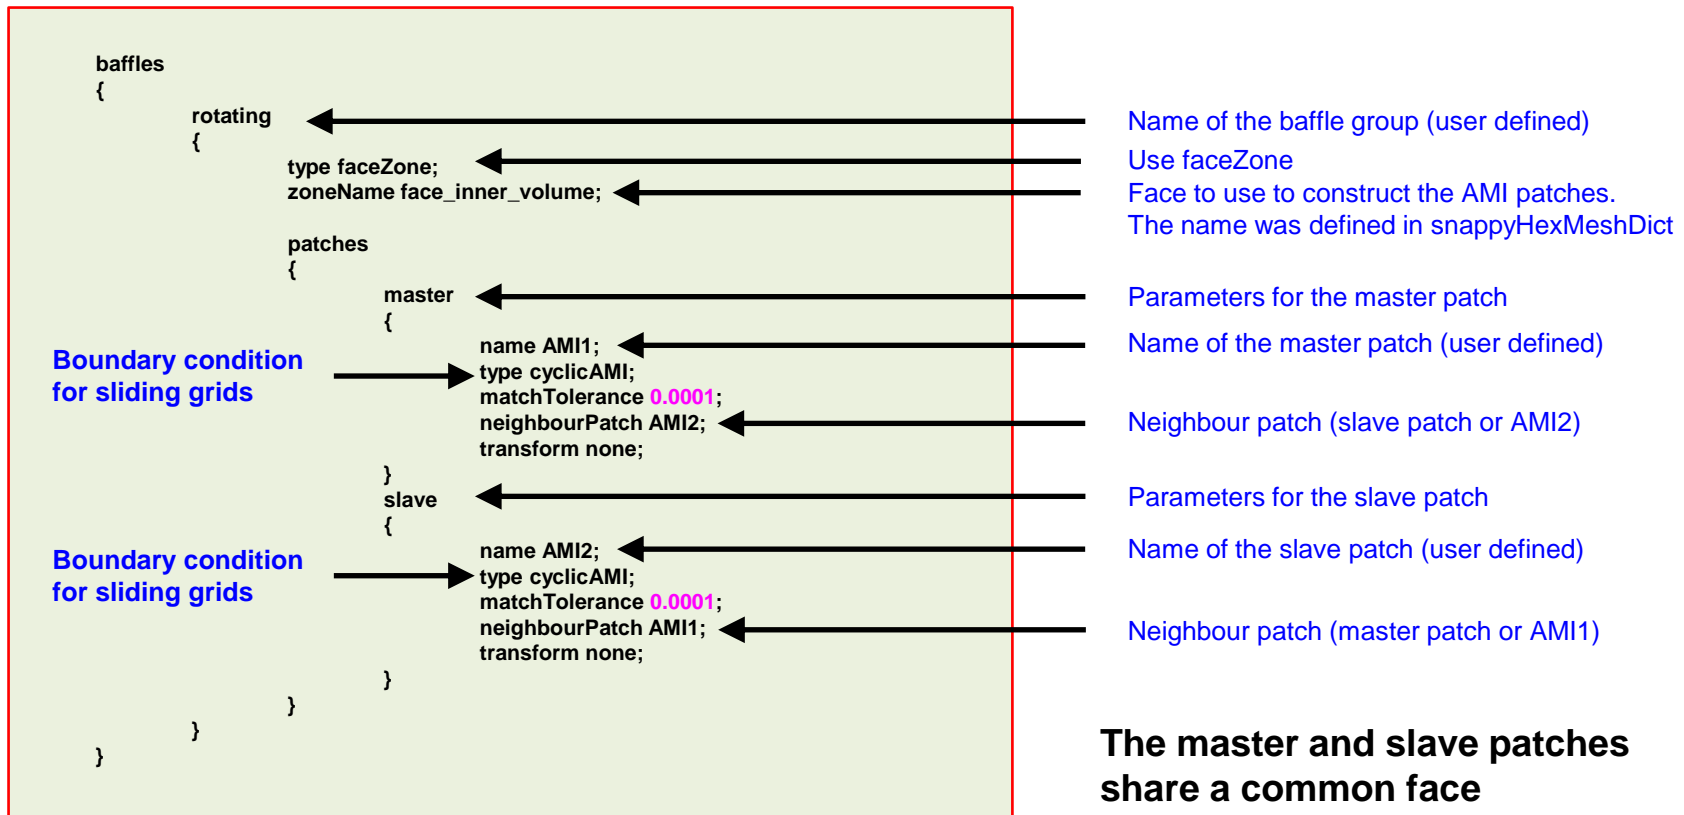 baffles
{
rotating
{
type faceZone;
zoneName face_inner_volume;
patches
{
master
{
name AMI1;
type cyclicAMI;
matchTolerance 0.0001;
neighbourPatch AMI2;
transform none;
}
slave
{
name AMI2;
type cyclicAMI;
matchTolerance 0.0001;
neighbourPatch AMI1;
transform none;
}
}
}
}
Boundary condition
for sliding grids
Boundary condition
for sliding grids
Name of the baffle group (user defined)
Use faceZone
Face to use to construct the AMI patches.
The name was defined in snappyHexMeshDict
Parameters for the master patch
Name of the master patch (user defined)
Neighbour patch (slave patch or AMI2)
Parameters for the slave patch
Name of the slave patch (user defined)
Neighbour patch (master patch or AMI1)
The master and slave patches
share a common face